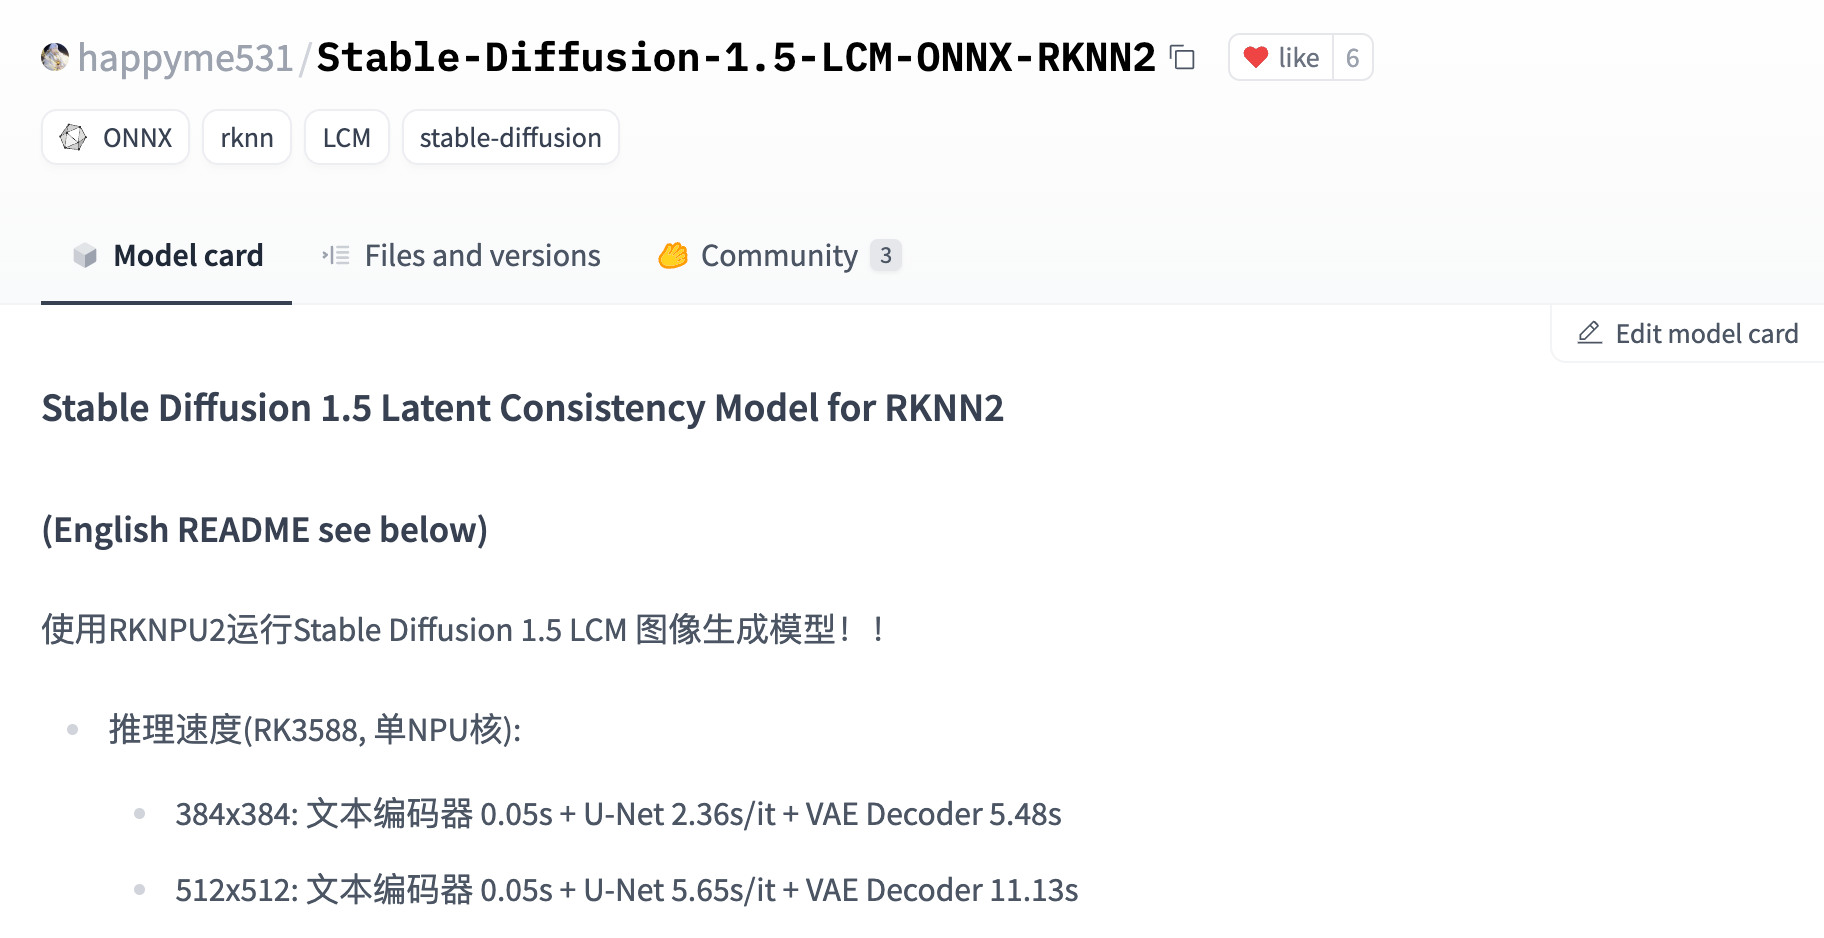 happyme531/Stable-Diffusion-1.5-LCM-ONNX-RKNN2 like 6
ONNX rknn LCM stable-diffusion
Model card Files and versions Community 3
Edit model card
Stable Diffusion 1.5 Latent Consistency Model for RKNN2
(English README see below)
使用RKNPU2运行Stable Diffusion 1.5 LCM 图像生成模型！！
推理速度(RK3588, 单NPU核):
384x384: 文本编码器 0.05s + U-Net 2.36s/it + VAE Decoder 5.48s
512x512: 文本编码器 0.05s + U-Net 5.65s/it + VAE Decoder 11.13s